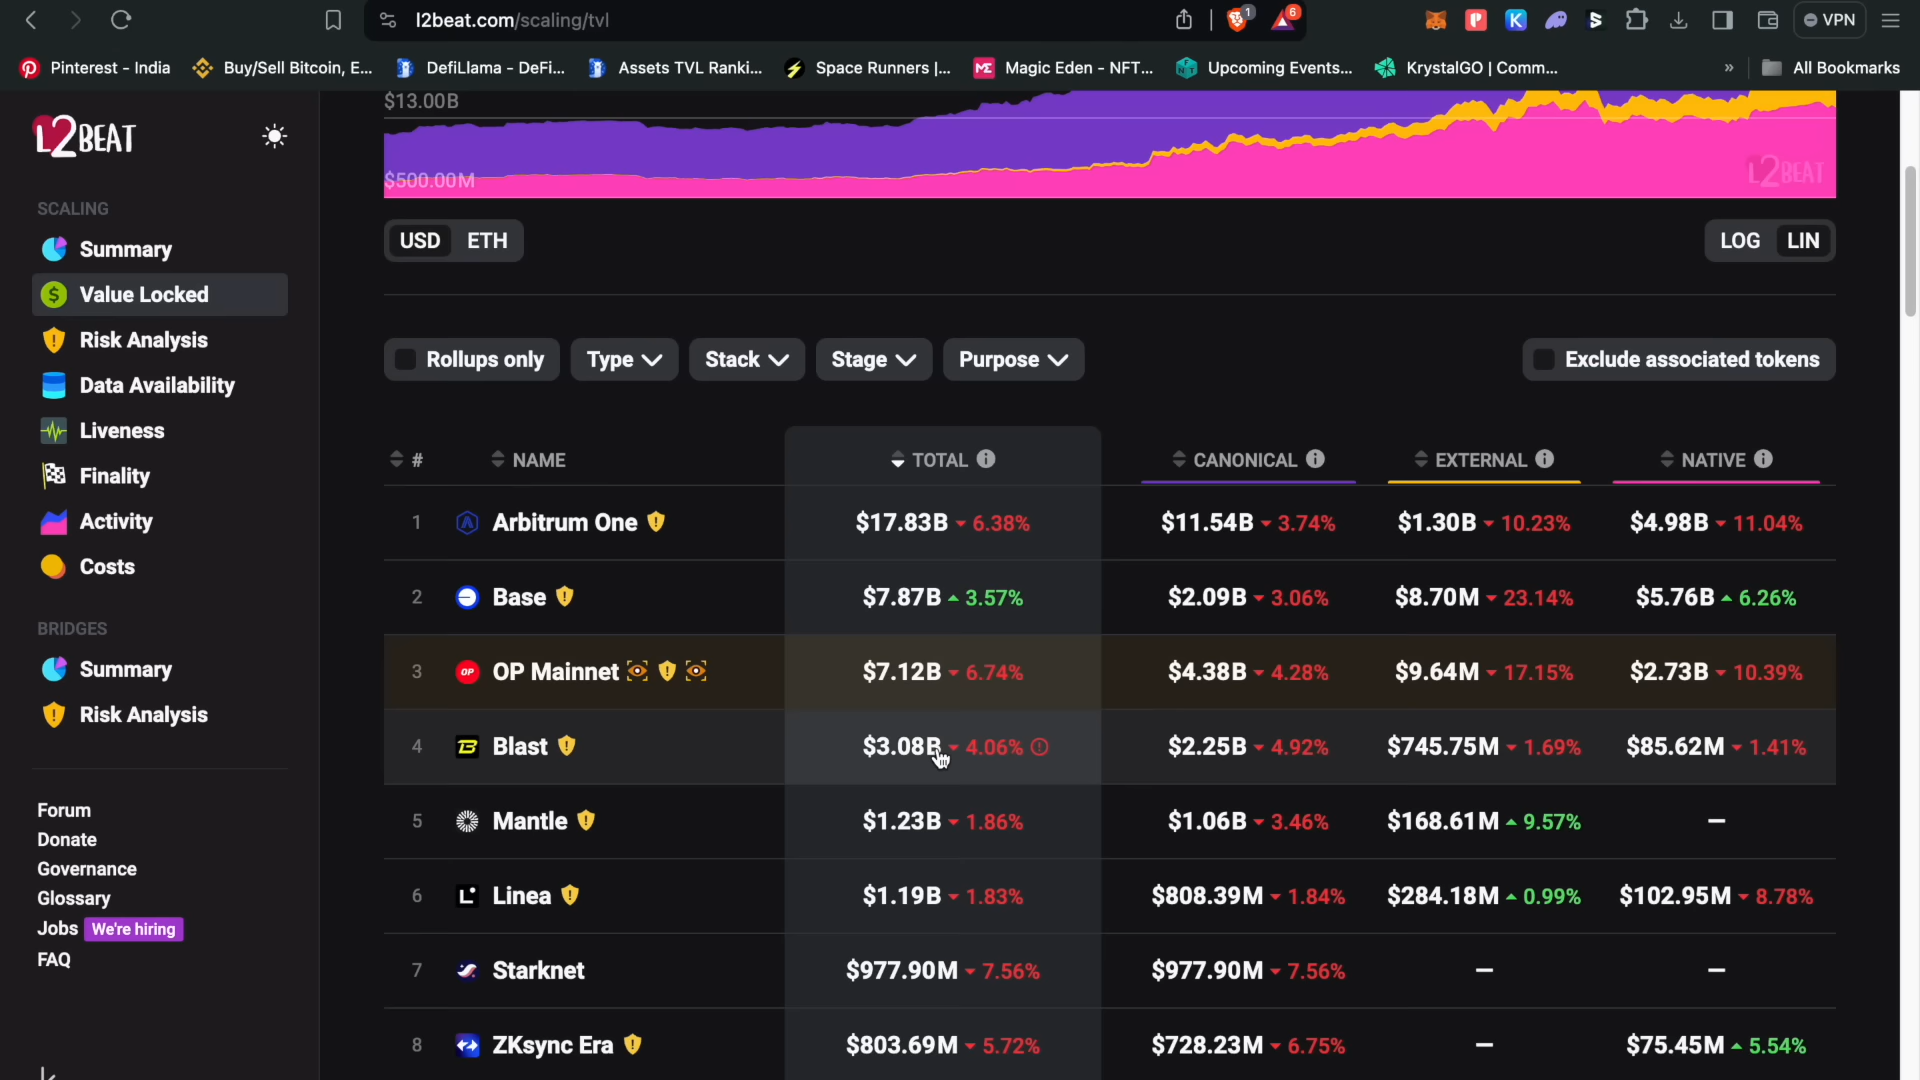 l2beat.com/scaling/tvl
1
6
VPN
Pinterest - India
Buy/Sell Bitcoin, E...
DefiLlama - DeFi...
Assets TVL Ranki...
Space Runners |...
ME
Magic Eden - NFT...
Upcoming Events...
KrystalGO | Comm...
»
All Bookmarks
L2BEAT
$13.00B
$500.00M
L2BEAT
SCALING
Summary
Value Locked
Risk Analysis
Data Availability
Liveness
Finality
Activity
Costs
BRIDGES
Summary
Risk Analysis
Forum
Donate
Governance
Glossary
Jobs We're hiring
FAQ
USD ETH
LOG LIN
Rollups only Type Stack Stage Purpose
Exclude associated tokens
# NAME TOTAL CANONICAL EXTERNAL NATIVE
1 Arbitrum One $17.83B 6.38% $11.54B 3.74% $1.30B 10.23% $4.98B 11.04%
2 Base $7.87B 3.57% $2.09B 3.06% $8.70M 23.14% $5.76B 6.26%
3 OP OP Mainnet $7.12B 6.74% $4.38B 4.28% $9.64M 17.15% $2.73B 10.39%
4 Blast $3.08B 4.06% $2.25B 4.92% $745.75M 1.69% $85.62M 1.41%
5 Mantle $1.23B 1.86% $1.06B 3.46% $168.61M 9.57% —
6 Linea $1.19B 1.83% $808.39M 1.84% $284.18M 0.99% $102.95M 8.78%
7 Starknet $977.90M 7.56% $977.90M 7.56% — —
8 ZKsync Era $803.69M 5.72% $728.23M 6.75% — $75.45M 5.54%